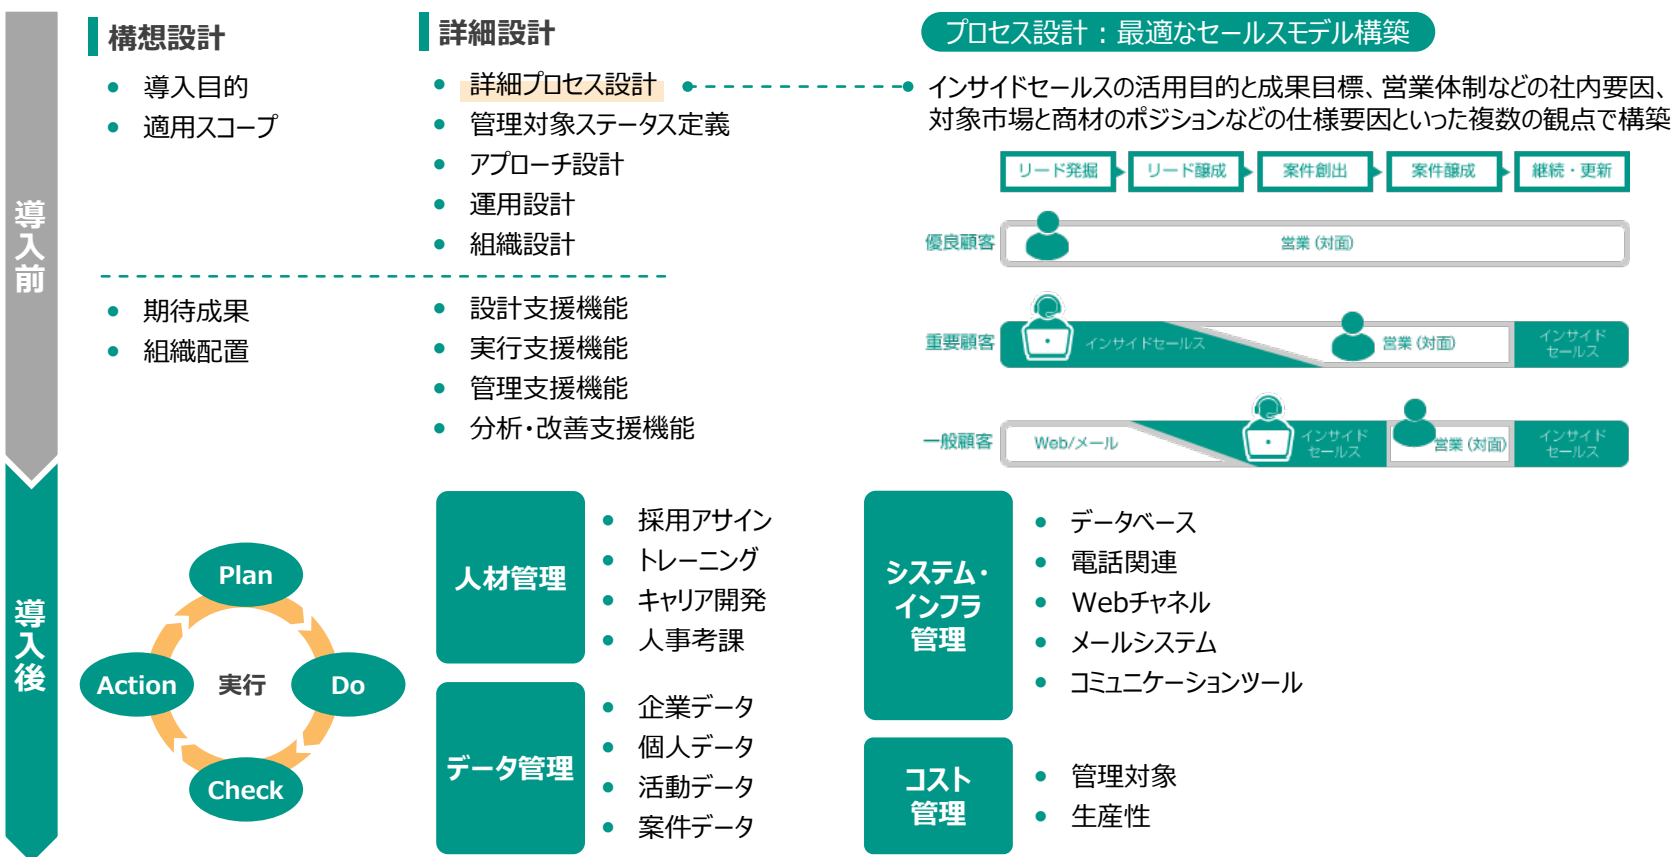 導入前
構想設計
導入目的
適用スコープ
期待成果
組織配置
詳細設計
詳細プロセス設計
管理対象ステータス定義
アプローチ設計
運用設計
組織設計
設計支援機能
実行支援機能
管理支援機能
分析・改善支援機能
プロセス設計：最適なセールスモデル構築
インサイドセールスの活用目的と成果目標、営業体制などの社内要因、
対象市場と商材のポジションなどの仕様要因といった複数の観点で構築
リード発掘
リード醸成
案件創出
案件醸成
継続・更新
優良顧客
営業（対面）
重要顧客
インサイドセールス
営業（対面）
インサイド
セールス
一般顧客
Web/メール
インサイド
セールス
営業（対面）
インサイド
セールス
導入後
Plan
Action
実行
Do
Check
人材管理
採用アサイン
トレーニング
キャリア開発
人事考課
データ管理
企業データ
個人データ
活動データ
案件データ
システム・
インフラ
管理
データベース
電話関連
Webチャネル
メールシステム
コミュニケーションツール
コスト
管理
管理対象
生産性